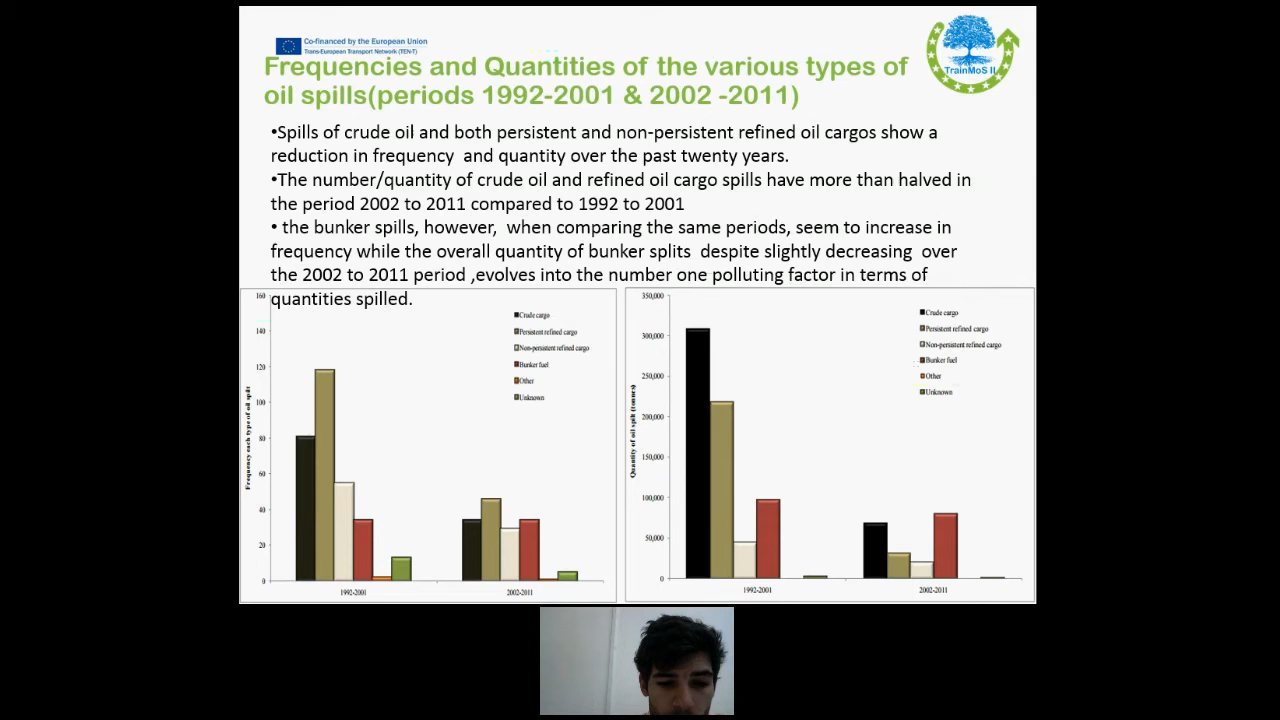 Co-financed by the European Union
Trans-European Transport Network (TEN-T)
TrainMoS II
Frequencies and Quantities of the various types of
oil spills(periods 1992-2001 & 2002 -2011)
•Spills of crude oil and both persistent and non-persistent refined oil cargos show a
reduction in frequency and quantity over the past twenty years.
•The number/quantity of crude oil and refined oil cargo spills have more than halved in
the period 2002 to 2011 compared to 1992 to 2001
• the bunker spills, however, when comparing the same periods, seem to increase in
frequency while the overall quantity of bunker splits despite slightly decreasing over
the 2002 to 2011 period ,evolves into the number one polluting factor in terms of
quantities spilled.
Frequency each type of oil spilt
160
140
120
100
80
60
40
20
0
Crude cargo
Persistent refined cargo
Non-persistent refined cargo
Bunker fuel
Other
Unknown
1992-2001
2002-2011
Quantity of oil spilt (tonnes)
350,000
300,000
250,000
200,000
150,000
100,000
50,000
0
Crude cargo
Persistent refined cargo
Non-persistent refined cargo
Bunker fuel
Other
Unknown
1992-2001
2002-2011